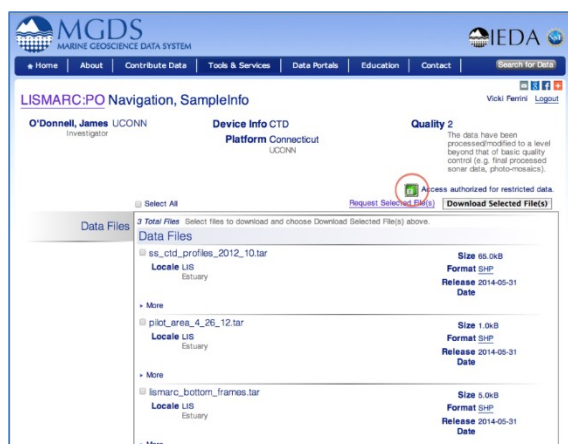 MGDS
MARINE GEOSCIENCE DATA SYSTEM
IEDA
Home About Contribute Data Tools & Services Data Portals Education Contact Search for Data
LISMARC:PO Navigation, SampleInfo
Vicki Ferrini Logout
O'Donnell, James UCONN
Investigator
Device Info CTD
Platform Connecticut
UCONN
Quality 2
The data have been
processed/modified to a level
beyond that of basic quality
control (e.g. final processed
sonar data, photo-mosaics).
Access authorized for restricted data.
Select All Request Selected File(s) Download Selected File(s)
Data Files
3 Total Files Select files to download and choose Download Selected File(s) above.
Data Files
ss_ctd_profiles_2012_10.tar
Locale LIS
Estuary
Size 65.0kB
Format SHP
Release 2014-05-31
Date
More
pilot_area_4_26_12.tar
Locale LIS
Estuary
Size 1.0kB
Format SHP
Release 2014-05-31
Date
More
lismarc_bottom_frames.tar
Locale LIS
Estuary
Size 5.0kB
Format SHP
Release 2014-05-31
Date
More